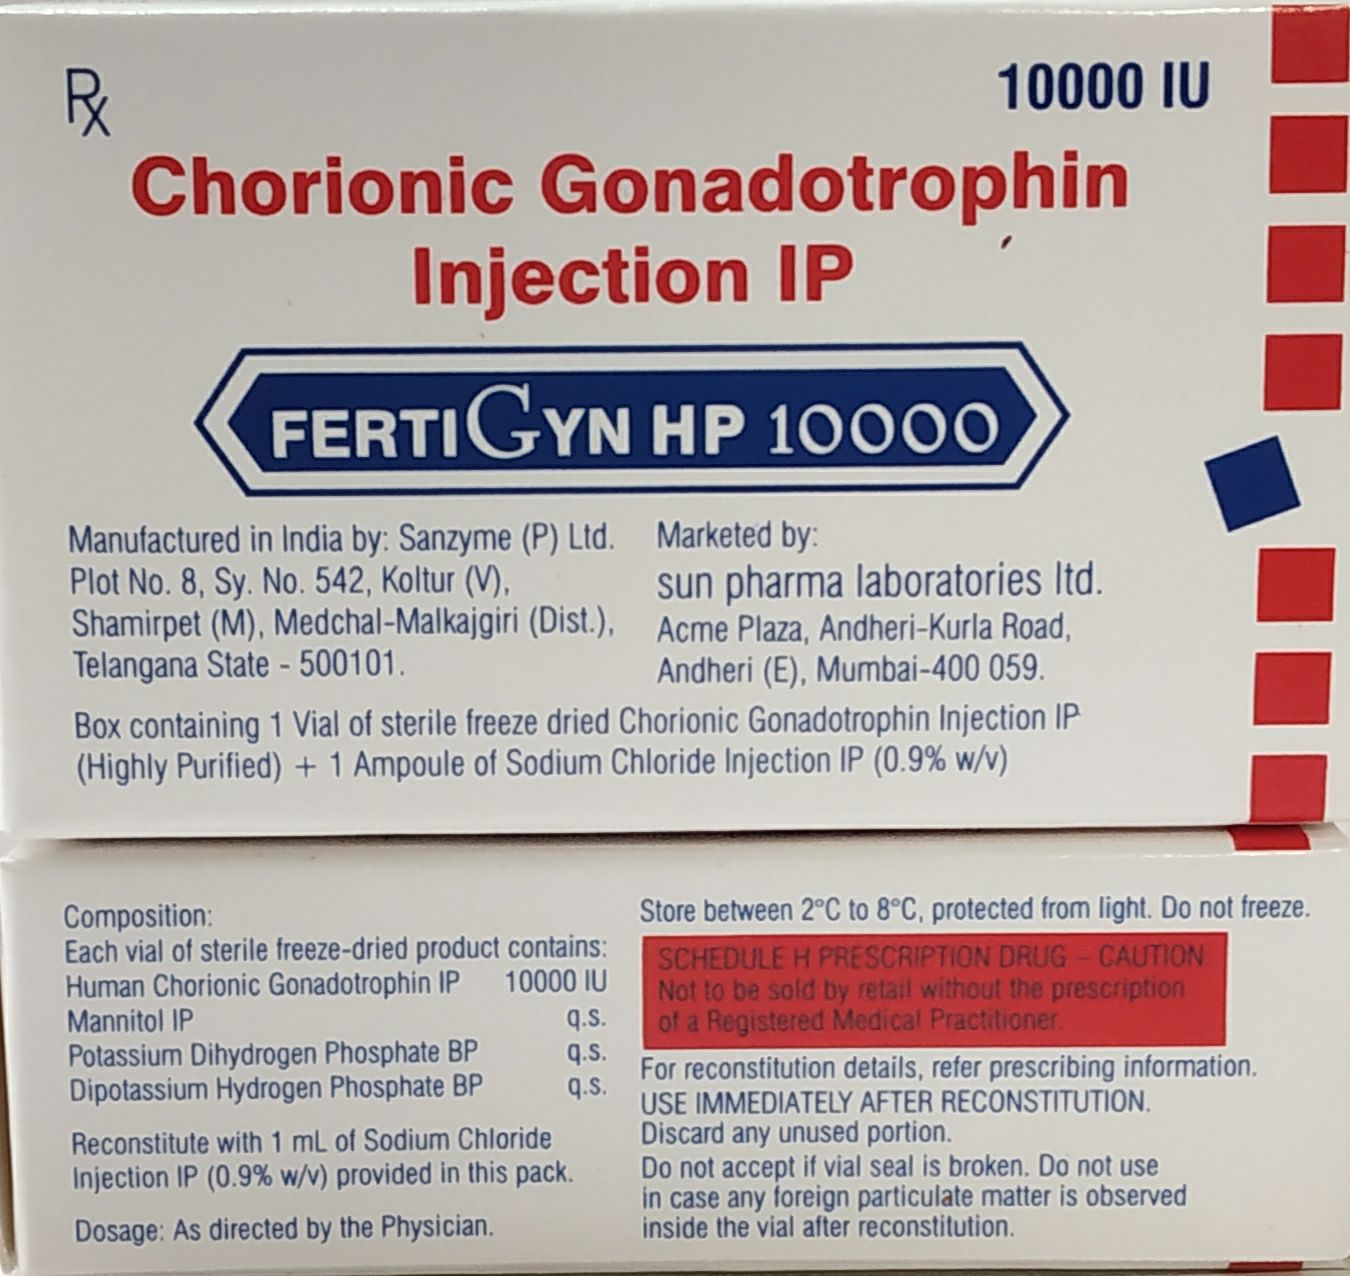 Rx
10000 IU
Chorionic Gonadotrophin
Injection IP
FERTIGYN HP 10000
Manufactured in India by: Sanzyme (P) Ltd.
Plot No. 8, Sy. No. 542, Koltur (V),
Shamirpet (M), Medchal-Malkajgiri (Dist.),
Telangana State - 500101.
Marketed by:
sun pharma laboratories ltd.
Acme Plaza, Andheri-Kurla Road,
Andheri (E), Mumbai-400 059.
Box containing 1 Vial of sterile freeze dried Chorionic Gonadotrophin Injection IP
(Highly Purified) + 1 Ampoule of Sodium Chloride Injection IP (0.9% w/v)
Composition:
Each vial of sterile freeze-dried product contains:
Human Chorionic Gonadotrophin IP 10000 IU
Mannitol IP q.s.
Potassium Dihydrogen Phosphate BP q.s.
Dipotassium Hydrogen Phosphate BP q.s.
Reconstitute with 1 mL of Sodium Chloride
Injection IP (0.9% w/v) provided in this pack.
Dosage: As directed by the Physician.
Store between 2°C to 8°C, protected from light. Do not freeze.
SCHEDULE H PRESCRIPTION DRUG – CAUTION
Not to be sold by retail without the prescription
of a Registered Medical Practitioner.
For reconstitution details, refer prescribing information.
USE IMMEDIATELY AFTER RECONSTITUTION.
Discard any unused portion.
Do not accept if vial seal is broken. Do not use
in case any foreign particulate matter is observed
inside the vial after reconstitution.